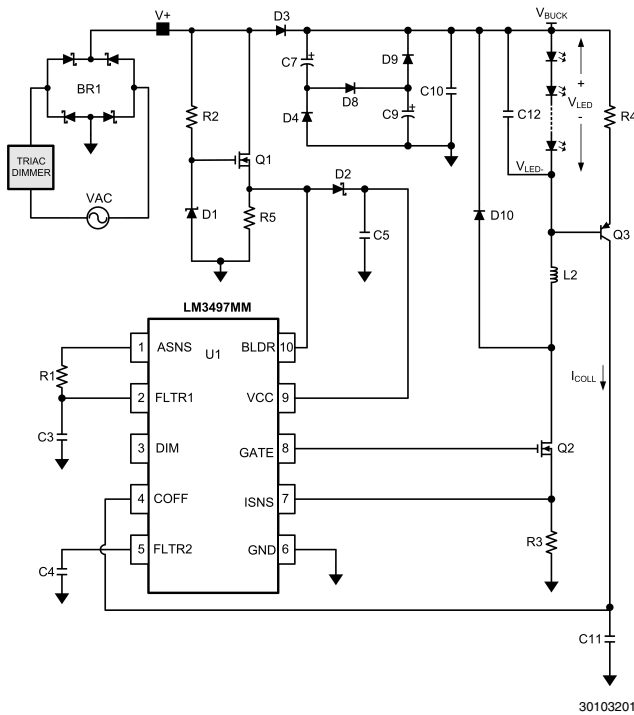 V+
D3
VBUCK
BR1
R2
C7
+
D9
D8
D4
C9
+
C10
C12
+
VLED
-
R4
TRIAC
DIMMER
Q1
VLED-
VAC
D1
R5
D2
C5
D10
Q3
L2
LM3497MM
1 ASNS
U1
BLDR 10
R1
ICOLL
2 FLTR1
VCC 9
C3
3 DIM
GATE 8
Q2
4 COFF
ISNS 7
R3
5 FLTR2
GND 6
C4
C11
30103201